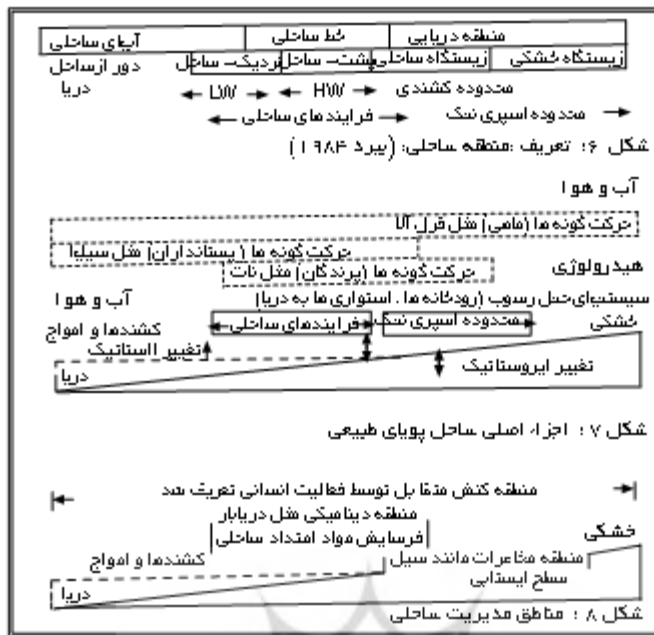 منطقه دریایی خط ساحلی آبهای ساحلی
زیستگاه خشکی زیستگاه ساحلی پشت- ساحل نزدیک- ساحل دور از ساحل
دریا
محدوده کشندی HW LW
محدوده اسپری نمک فرایندهای ساحلی
شکل ۶: تعریف منطقه ساحلی: (بیرد ۱۹۸۴)
آب و هوا
حرکت گونه ها (ماهی) مثل قزل آلا
حرکت گونه ها (پستانداران) مثل سیلها
هیدرولوژی حرکت گونه ها (پرندگان) مثل نات
سیستمهای حمل رسوب (رودخانه ها، استواری ها به دریا) آب و هوا
خشکی محدوده اسپری نمک فرایندهای ساحلی کشندها و امواج
تغییر ااستاتیک
تغییر ایزوستاتیک دریا
شکل ۷: اجزاء اصلی ساحل پویای طبیعی
منطقه کنش متقابل توسط فعالیت انسانی تعریف شد
منطقه دینامیکی مثل دریابار
خشکی فرسایش مواد امتداد ساحلی
منطقه مخاطرات مانند سیل کشندها و امواج
سطح ایستابی دریا
شکل ۸: مناطق مدیریت ساحلی